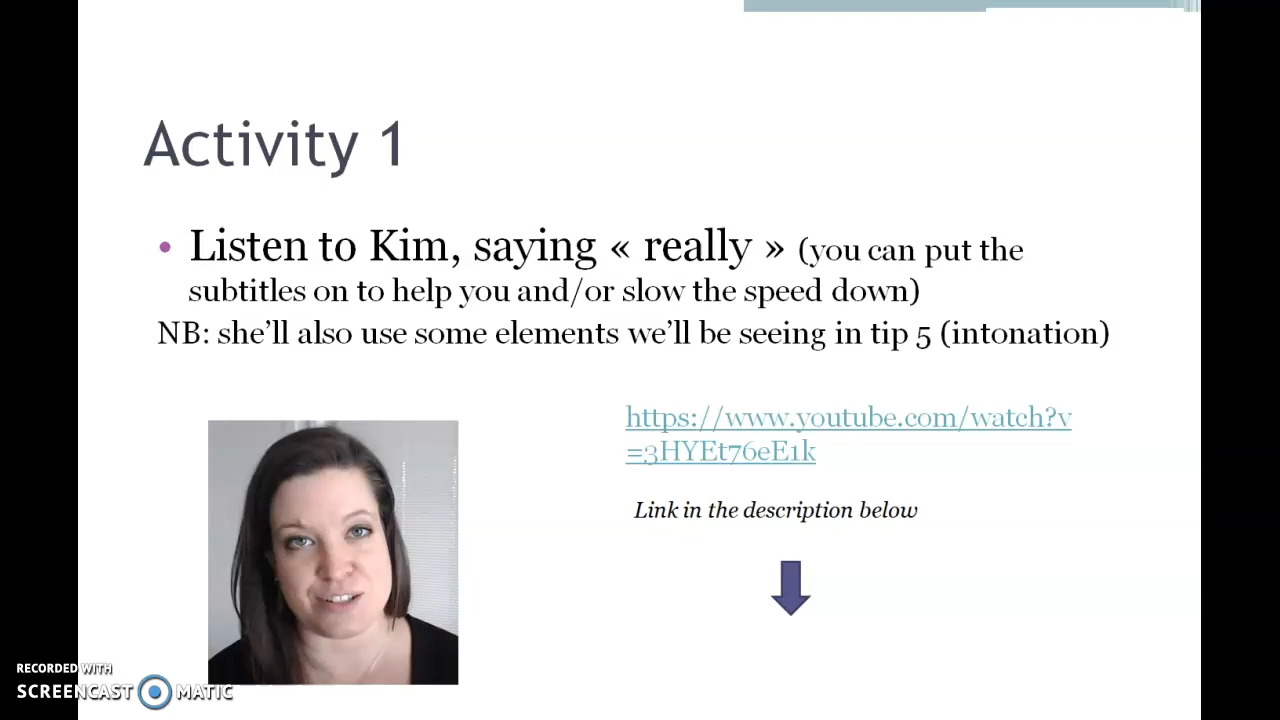 Activity 1
• Listen to Kim, saying « really » (you can put the
subtitles on to help you and/or slow the speed down)
NB: she'll also use some elements we'll be seeing in tip 5 (intonation)
https://www.youtube.com/watch?v
=3HYEt76eE1k
Link in the description below
RECORDED WITH
SCREENCAST MATIC